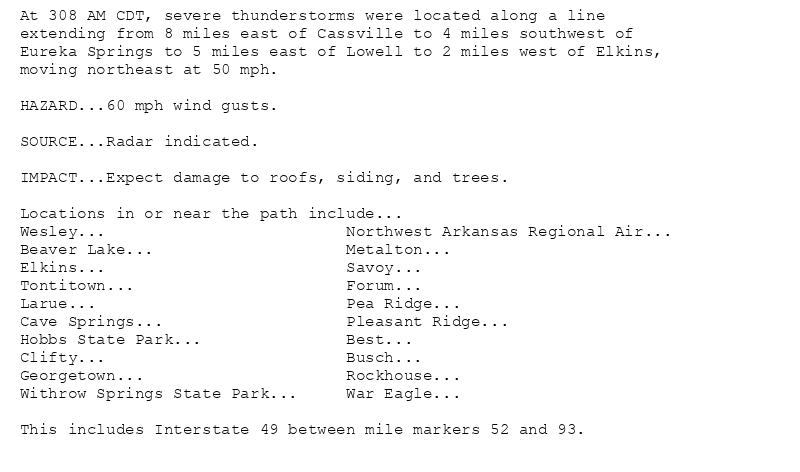 At 308 AM CDT, severe thunderstorms were located along a line
extending from 8 miles east of Cassville to 4 miles southwest of
Eureka Springs to 5 miles east of Lowell to 2 miles west of Elkins,
moving northeast at 50 mph.
HAZARD...60 mph wind gusts.
SOURCE...Radar indicated.
IMPACT...Expect damage to roofs, siding, and trees.
Locations in or near the path include...
Wesley... Northwest Arkansas Regional Air...
Beaver Lake... Metalton...
Elkins... Savoy...
Tontitown... Forum...
Larue... Pea Ridge...
Cave Springs... Pleasant Ridge...
Hobbs State Park... Best...
Clifty... Busch...
Georgetown... Rockhouse...
Withrow Springs State Park... War Eagle...
This includes Interstate 49 between mile markers 52 and 93.